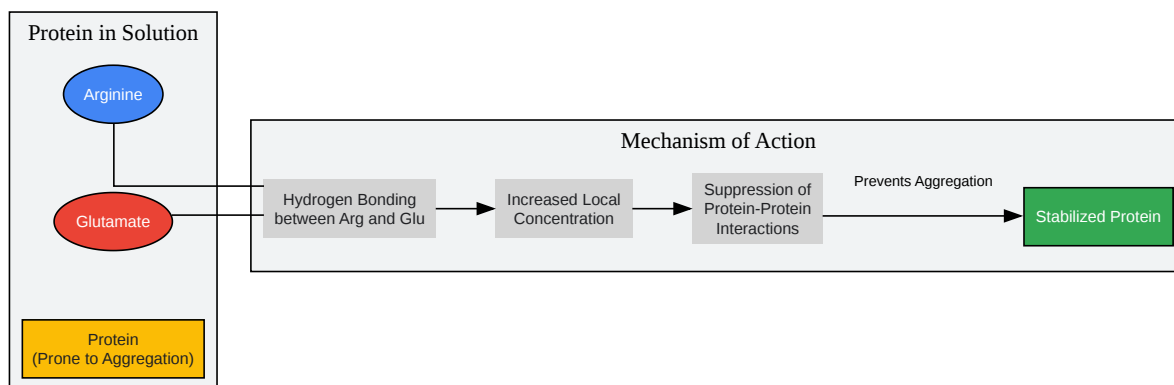 Protein in Solution
Arginine
Glutamate
Protein
(Prone to Aggregation)
Mechanism of Action
Hydrogen Bonding
between Arg and Glu
Increased Local
Concentration
Suppression of
Protein-Protein
Interactions
Prevents Aggregation
Stabilized Protein